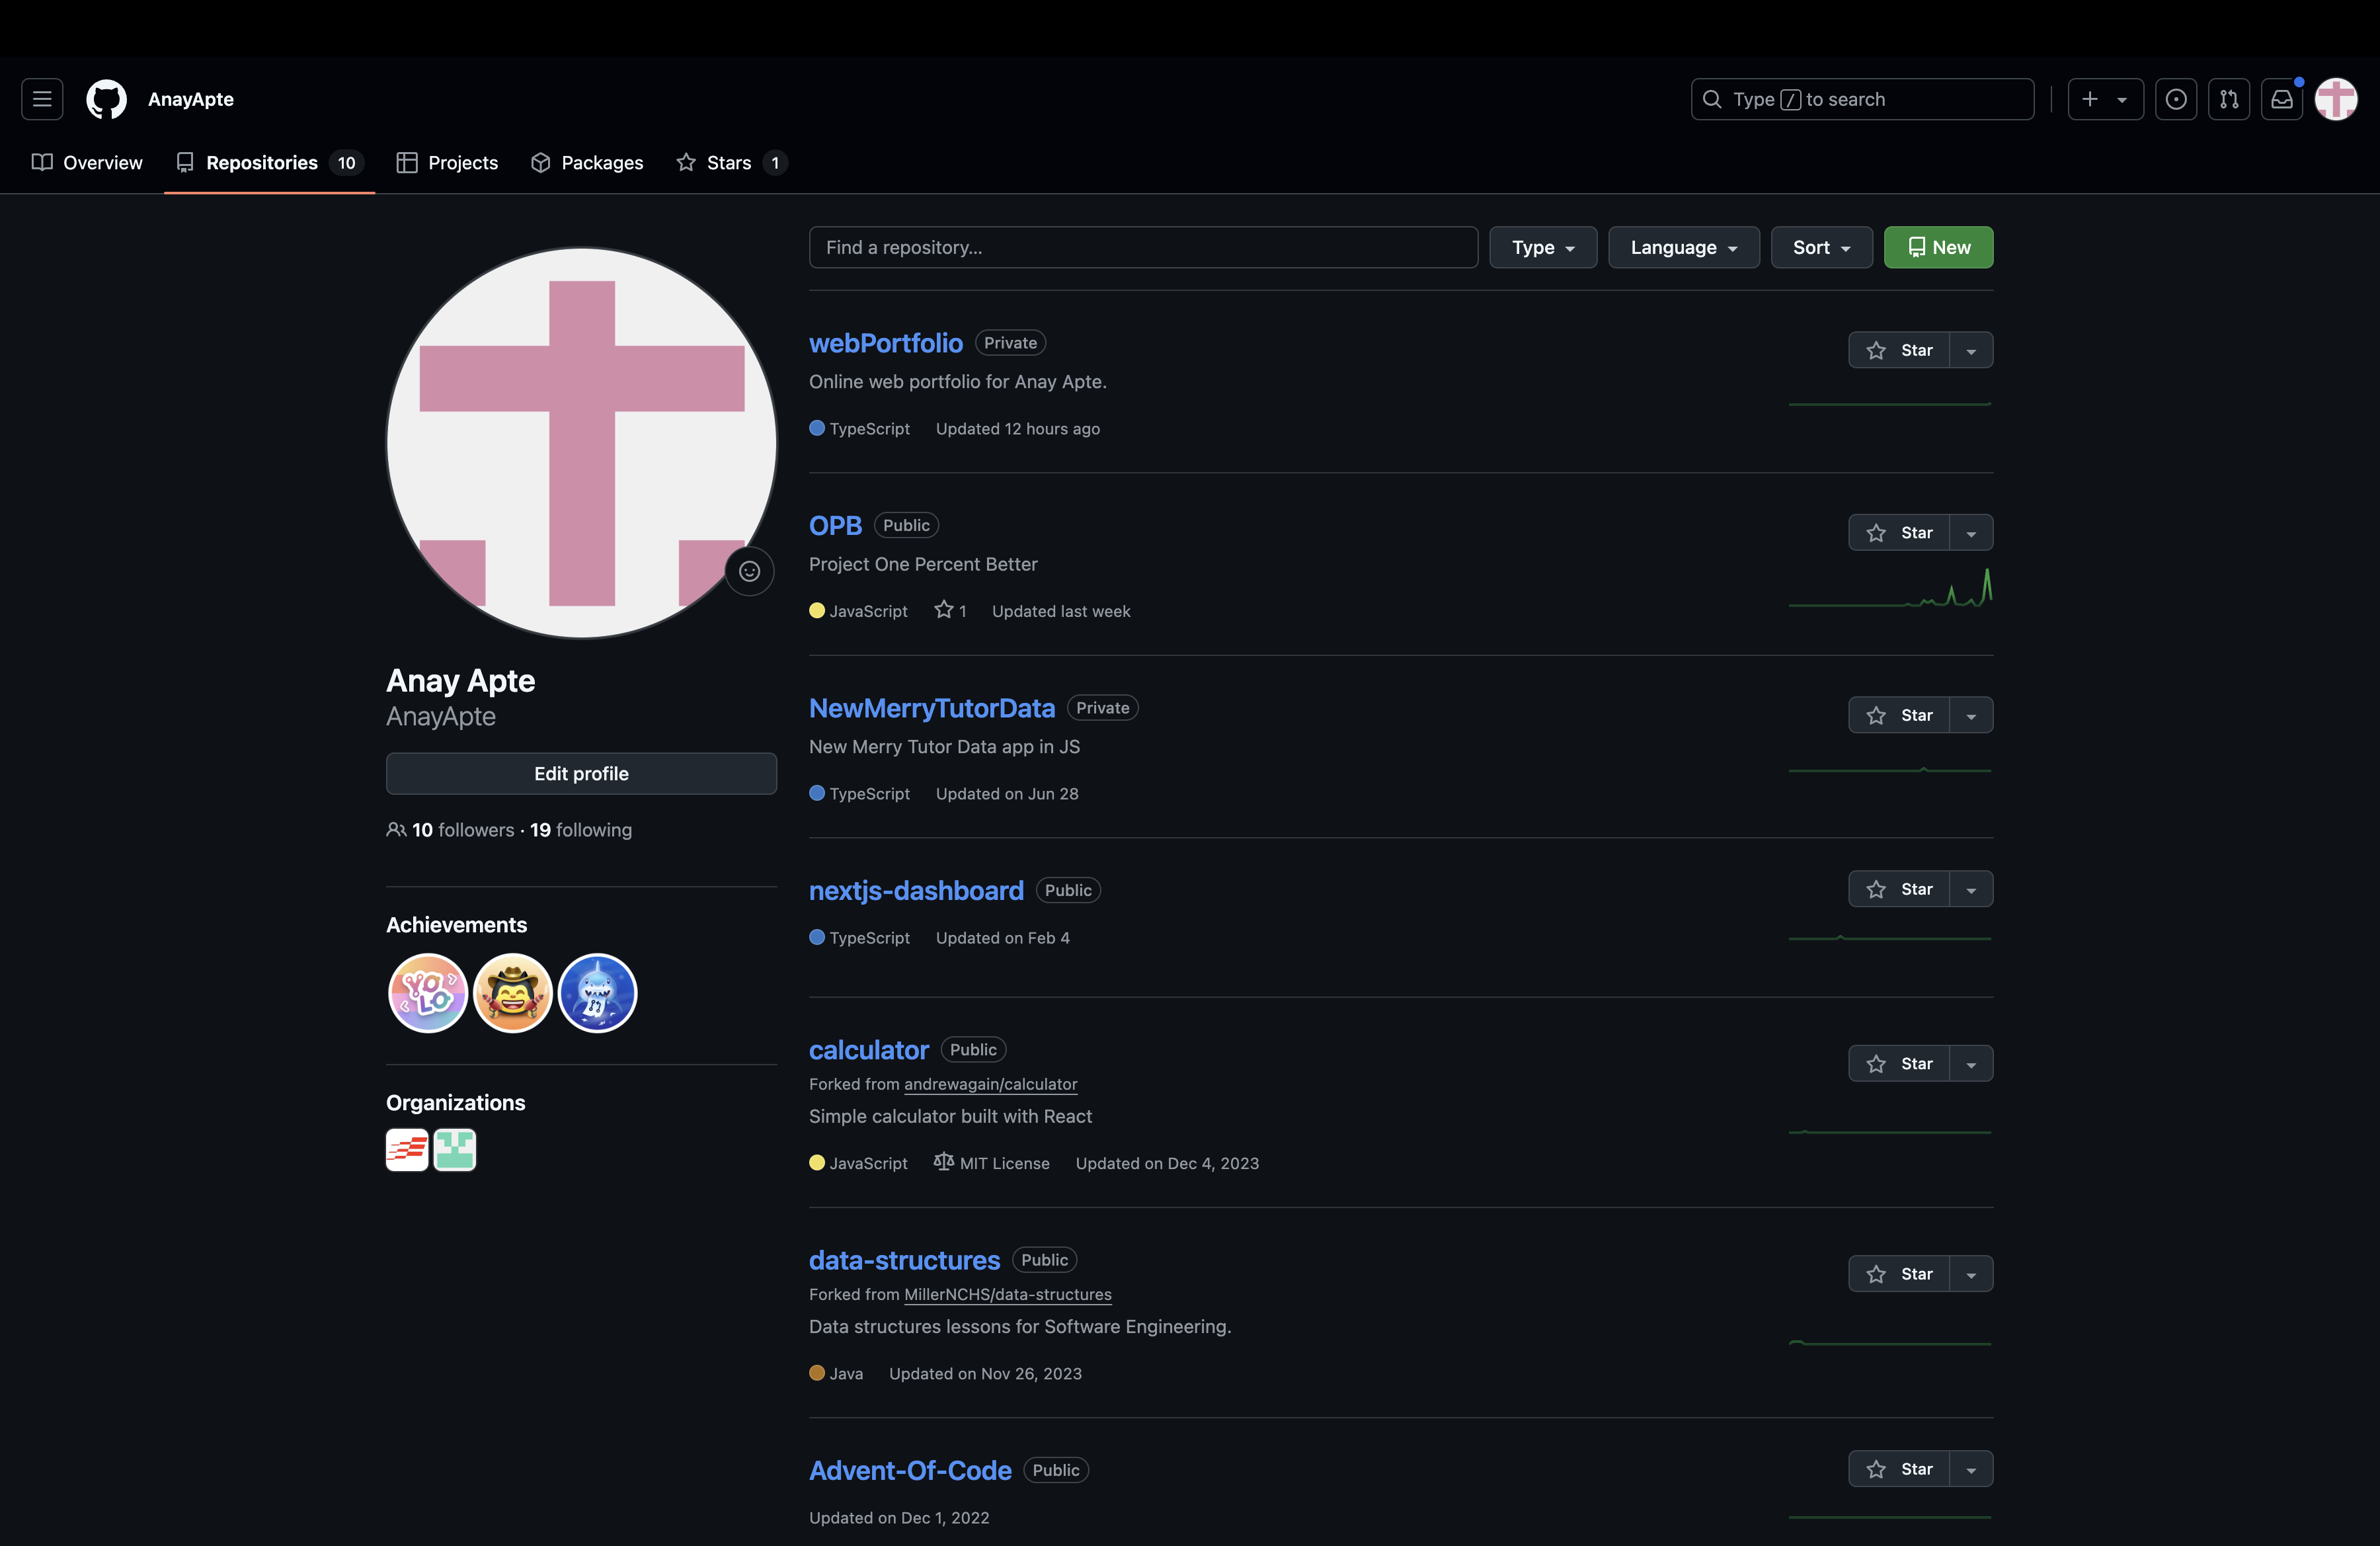 AnayApte
Type / to search
Overview
Repositories 10
Projects
Packages
Stars 1
Find a repository...
Type
Language
Sort
New
Anay Apte
AnayApte
Edit profile
10 followers · 19 following
Achievements
YOLO
Organizations
webPortfolio Private
Star
Online web portfolio for Anay Apte.
TypeScript Updated 12 hours ago
OPB Public
Star
Project One Percent Better
JavaScript 1 Updated last week
NewMerryTutorData Private
Star
New Merry Tutor Data app in JS
TypeScript Updated on Jun 28
nextjs-dashboard Public
Star
TypeScript Updated on Feb 4
calculator Public
Star
Forked from andrewagain/calculator
Simple calculator built with React
JavaScript MIT License Updated on Dec 4, 2023
data-structures Public
Star
Forked from MillerNCHS/data-structures
Data structures lessons for Software Engineering.
Java Updated on Nov 26, 2023
Advent-Of-Code Public
Star
Updated on Dec 1, 2022